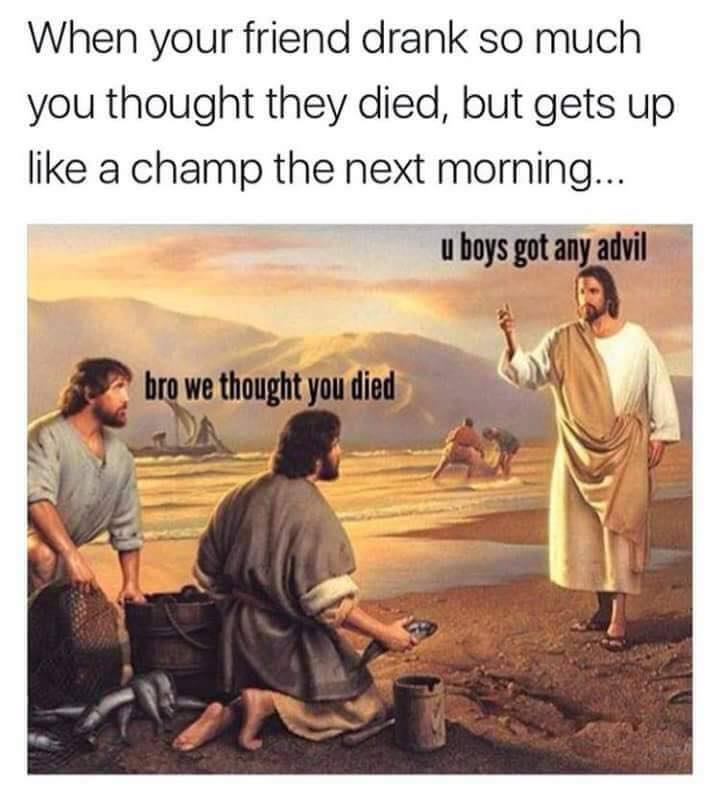 When your friend drank so much
you thought they died, but gets up
like a champ the next morning...
u boys got any advil
bro we thought you died